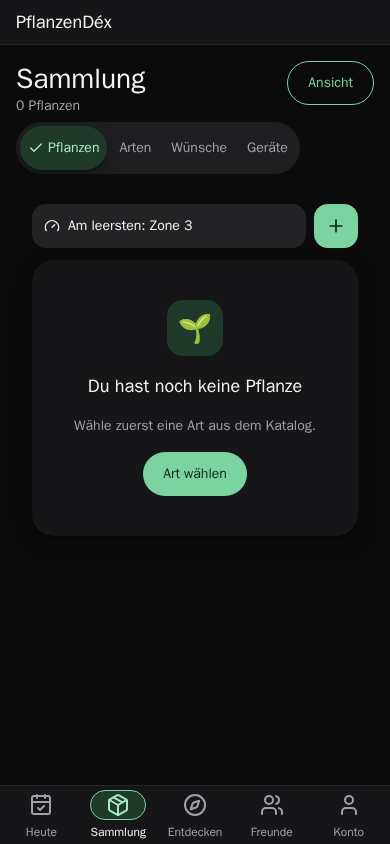 PflanzenDéx
Sammlung
Ansicht
0 Pflanzen
Pflanzen Arten Wünsche Geräte
Am leersten: Zone 3
Du hast noch keine Pflanze
Wähle zuerst eine Art aus dem Katalog.
Art wählen
Heute Sammlung Entdecken Freunde Konto